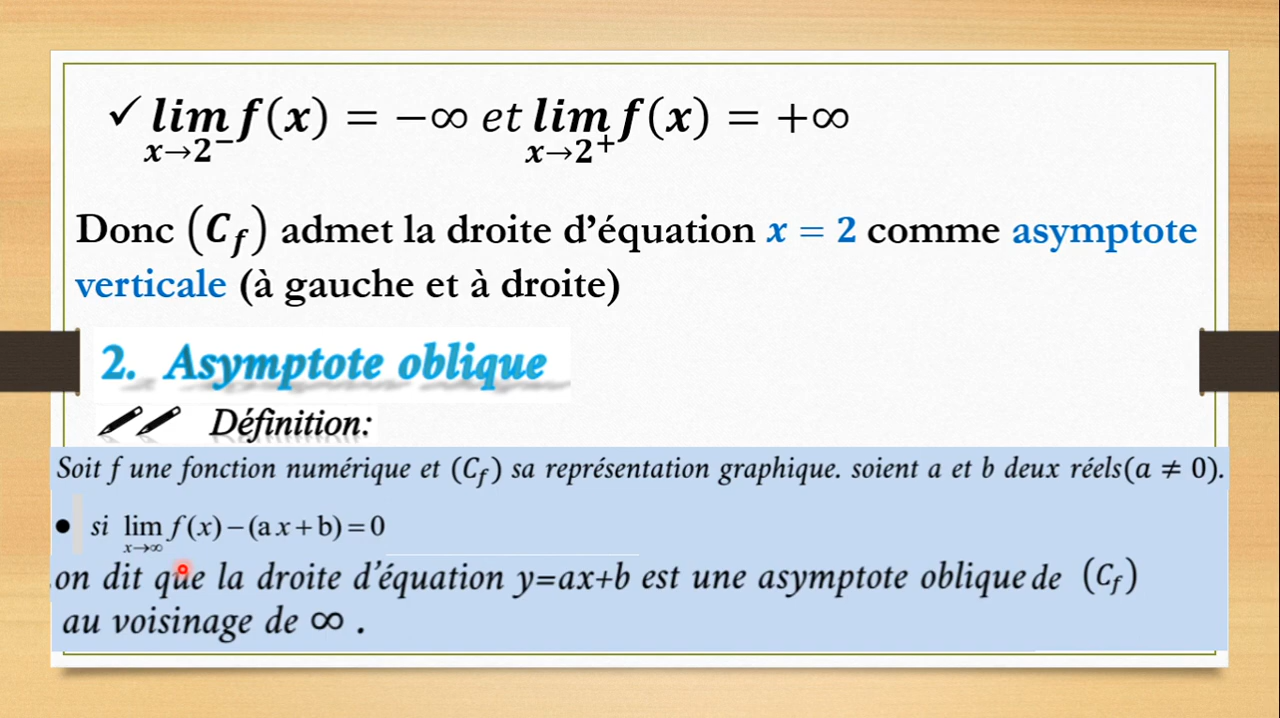 ✓ lim f(x) = −∞ et lim f(x) = +∞
x→2⁻ x→2⁺
Donc (C_f) admet la droite d’équation x = 2 comme asymptote
verticale (à gauche et à droite)
2. Asymptote oblique
Définition:
Soit f une fonction numérique et (C_f) sa représentation graphique. soient a et b deux réels(a ≠ 0).
● si lim f(x) − (a x + b) = 0
x→∞
.on dit que la droite d’équation y=ax+b est une asymptote oblique de (C_f)
au voisinage de ∞ .